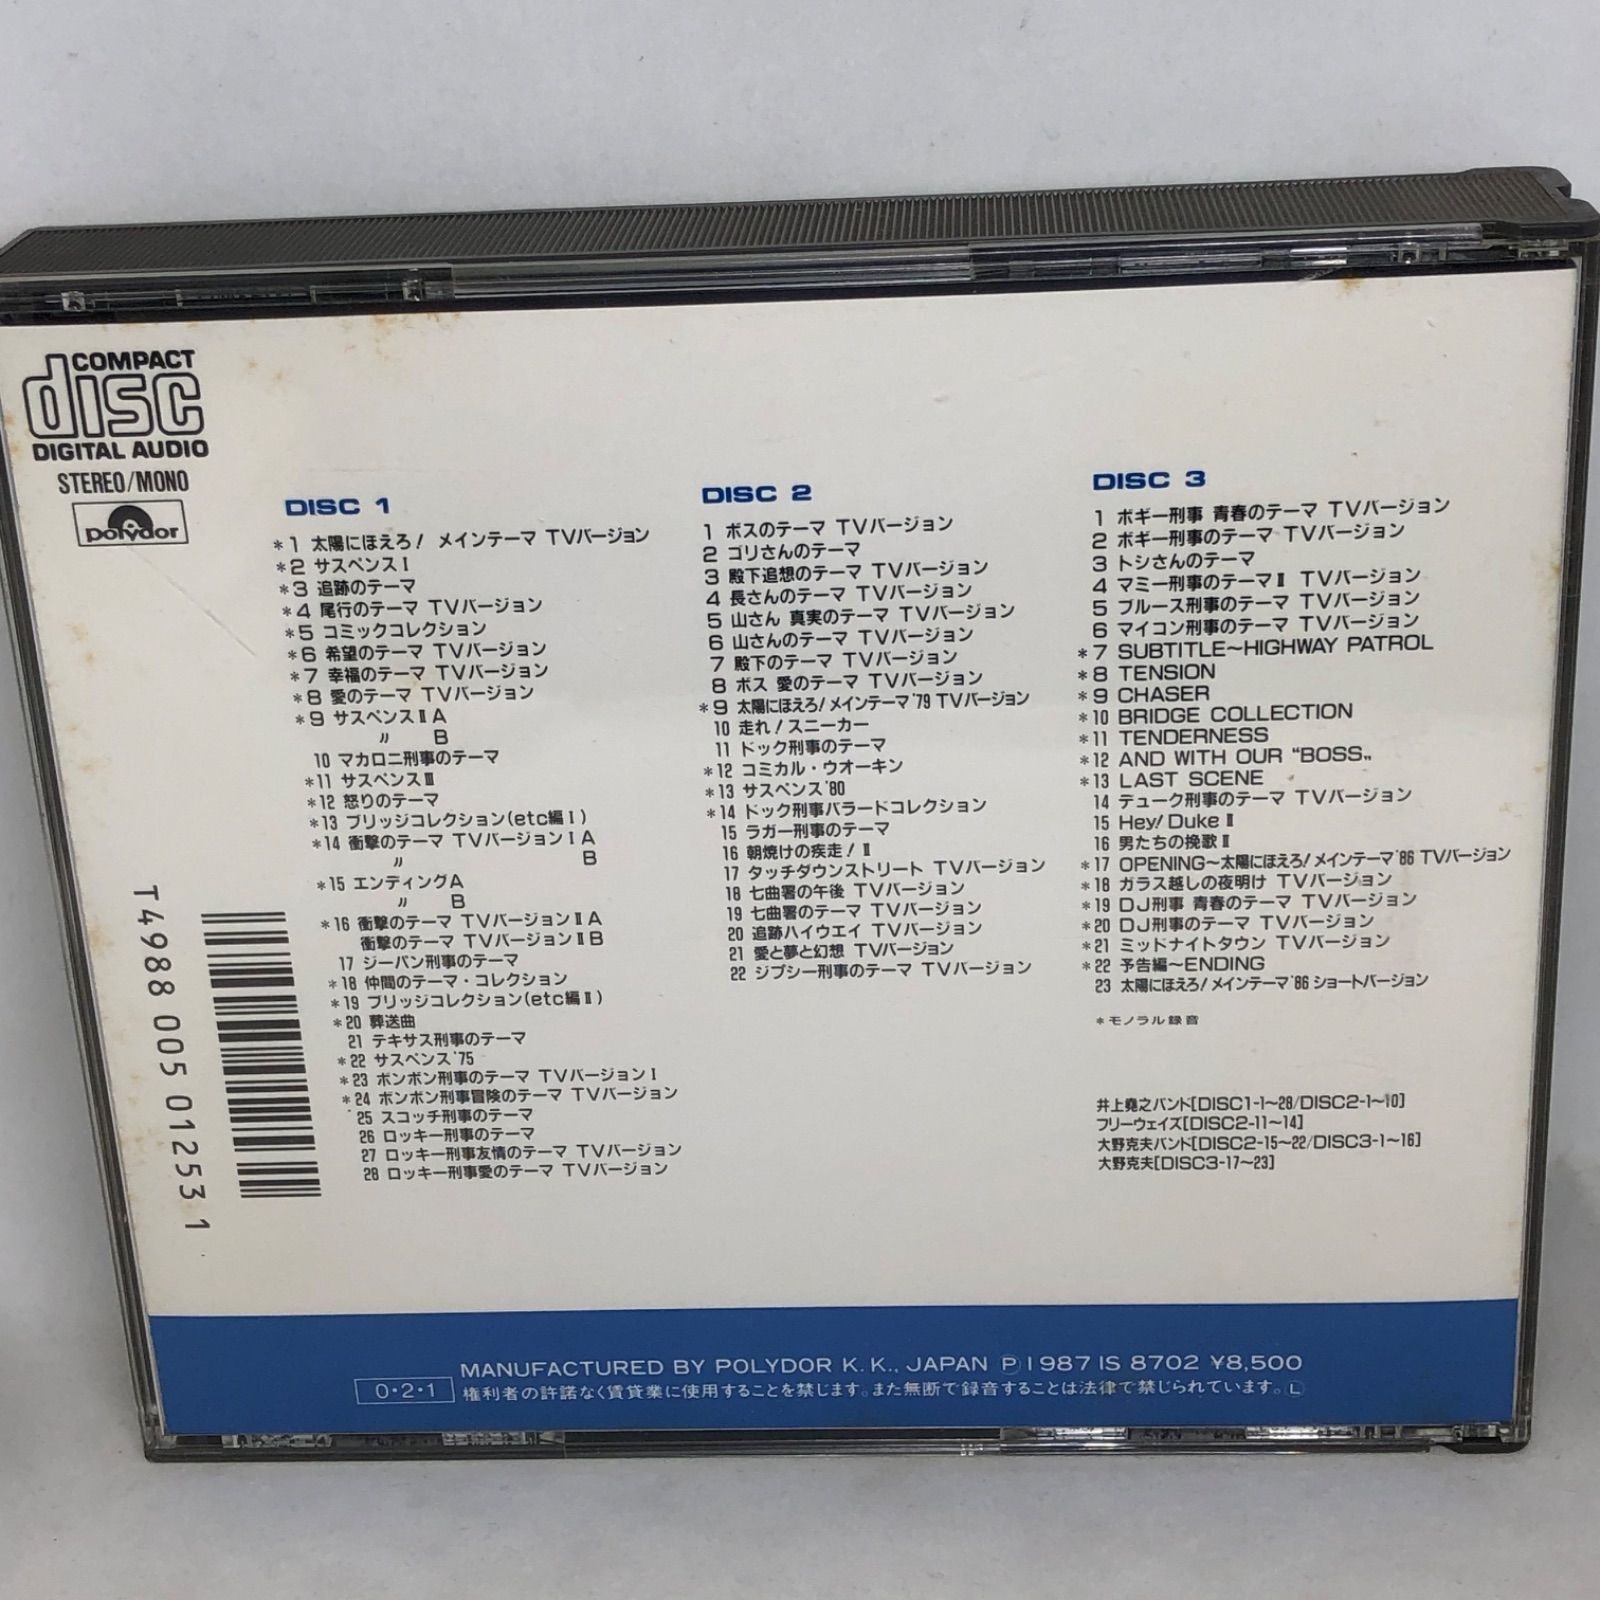 COMPACT
disc
DIGITAL AUDIO
STEREO/MONO
polydor
T4988 005 012531
DISC 1
*1 太陽にほえろ! メインテーマ TVバージョン
*2 サスペンスI
*3 追跡のテーマ
*4 尾行のテーマ TVバージョン
*5 コミックコレクション
*6 希望のテーマ TVバージョン
*7 幸福のテーマ TVバージョン
*8 愛のテーマ TVバージョン
*9 サスペンスII A
〃 B
10 マカロニ刑事のテーマ
*11 サスペンスIII
*12 怒りのテーマ
*13 ブリッジコレクション(etc編I)
*14 衝撃のテーマ TVバージョンI A
〃 B
*15 エンディングA
〃 B
*16 衝撃のテーマ TVバージョンII A
衝撃のテーマ TVバージョンII B
17 ジーパン刑事のテーマ
*18 仲間のテーマ・コレクション
*19 ブリッジコレクション(etc編II)
*20 葬送曲
21 テキサス刑事のテーマ
*22 サスペンス'75
*23 ボンボン刑事のテーマ TVバージョンI
*24 ボンボン刑事冒険のテーマ TVバージョン
25 スコッチ刑事のテーマ
26 ロッキー刑事のテーマ
27 ロッキー刑事友情のテーマ TVバージョン
28 ロッキー刑事愛のテーマ TVバージョン
DISC 2
1 ボスのテーマ TVバージョン
2 ゴリさんのテーマ
3 殿下追想のテーマ TVバージョン
4 長さんのテーマ TVバージョン
5 山さん 真実のテーマ TVバージョン
6 山さんのテーマ TVバージョン
7 殿下のテーマ TVバージョン
8 ボス 愛のテーマ TVバージョン
*9 太陽にほえろ! メインテーマ'79 TVバージョン
10 走れ! スニーカー
11 ドック刑事のテーマ
*12 コミカル・ウオーキン
*13 サスペンス'80
*14 ドック刑事バラードコレクション
15 ラガー刑事のテーマ
16 朝焼けの疾走! II
17 タッチダウンストリート TVバージョン
18 七曲署の午後 TVバージョン
19 七曲署のテーマ TVバージョン
20 追跡ハイウエイ TVバージョン
21 愛と夢と幻想 TVバージョン
22 ジプシー刑事のテーマ TVバージョン
DISC 3
1 ボギー刑事 青春のテーマ TVバージョン
2 ボギー刑事のテーマ TVバージョン
3 トシさんのテーマ
4 マミー刑事のテーマII TVバージョン
5 ブルース刑事のテーマ TVバージョン
6 マイコン刑事のテーマ TVバージョン
*7 SUBTITLE〜HIGHWAY PATROL
*8 TENSION
*9 CHASER
*10 BRIDGE COLLECTION
*11 TENDERNESS
*12 AND WITH OUR "BOSS„
*13 LAST SCENE
14 デューク刑事のテーマ TVバージョン
15 Hey! Duke II
16 男たちの挽歌II
*17 OPENING〜太陽にほえろ! メインテーマ'86 TVバージョン
*18 ガラス越しの夜明け TVバージョン
*19 DJ刑事 青春のテーマ TVバージョン
*20 DJ刑事のテーマ TVバージョン
*21 ミッドナイトタウン TVバージョン
*22 予告編〜ENDING
23 太陽にほえろ! メインテーマ'86 ショートバージョン
*モノラル録音
井上堯之バンド[DISC1-1〜28/DISC2-1〜10]
フリーウェイズ[DISC2-11〜14]
大野克夫バンド[DISC2-15〜22/DISC3-1〜16]
大野克夫[DISC3-17〜23]
MANUFACTURED BY POLYDOR K.K., JAPAN Ⓟ1987 IS 8702 ¥8,500
0・2・1 権利者の許諾なく賃貸業に使用することを禁じます。また無断で録音することは法律で禁じられています。Ⓛ